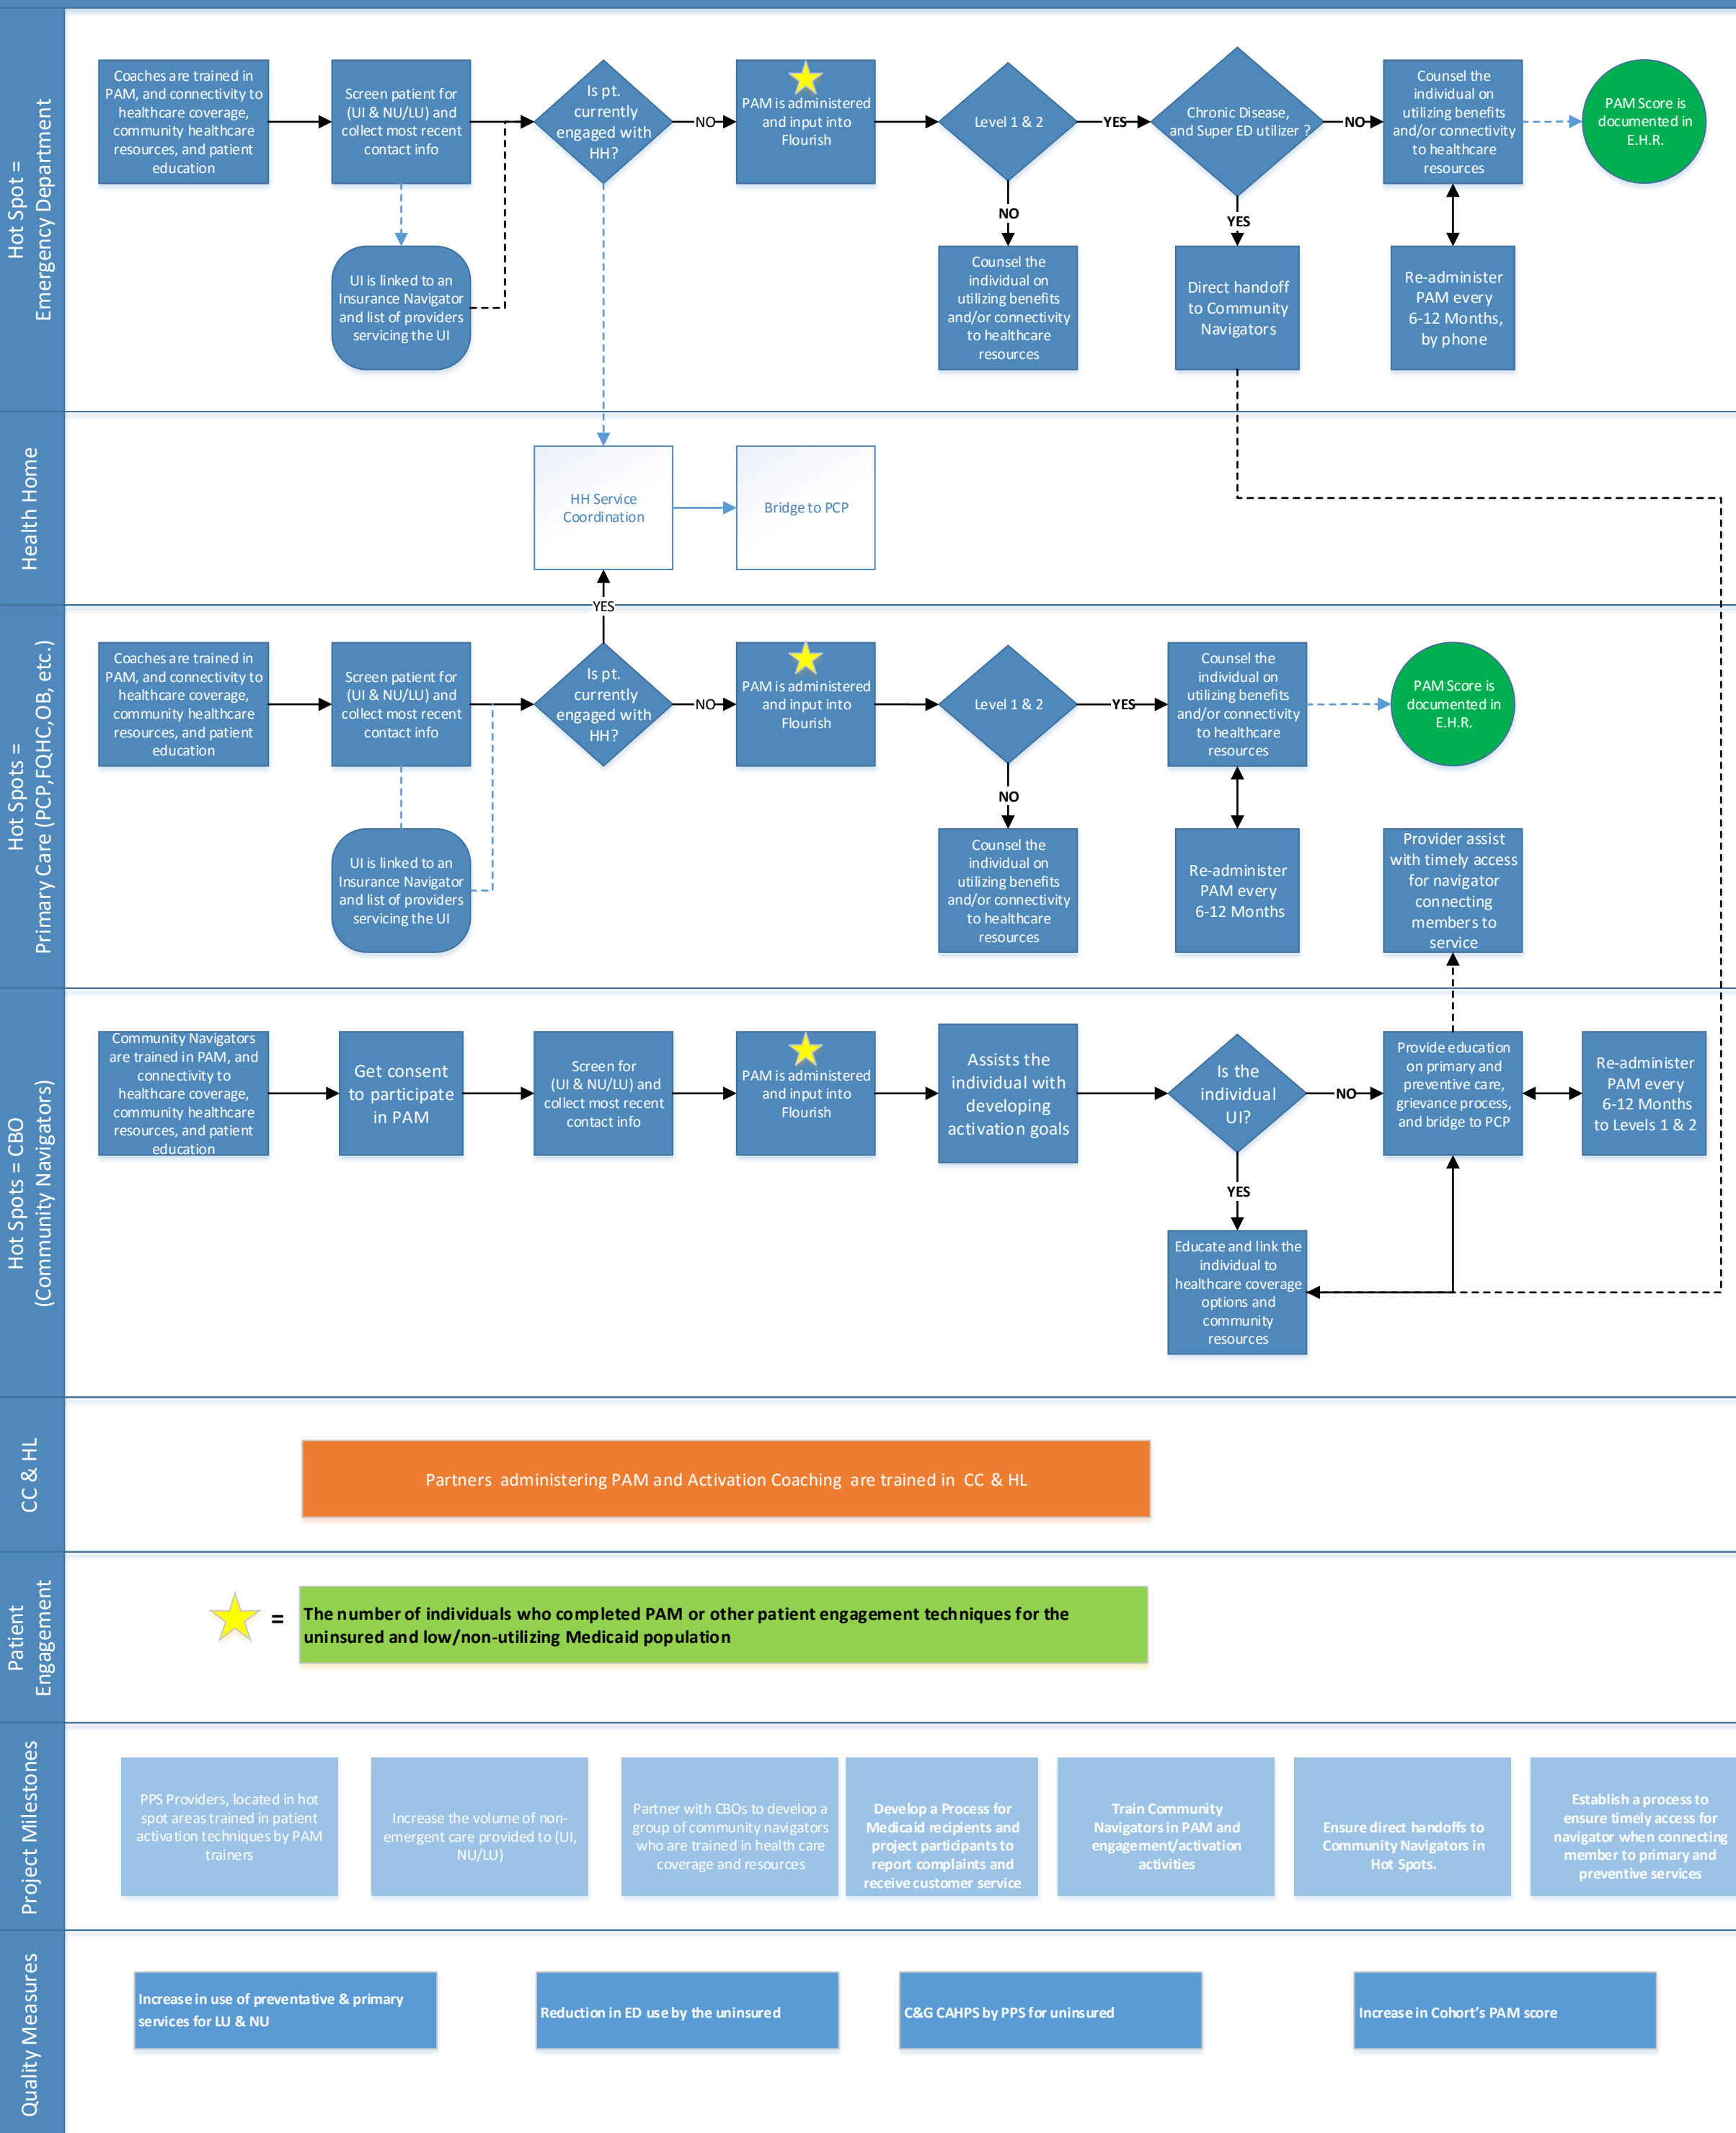 Hot Spot =
Emergency Department
Coaches are trained in
PAM, and connectivity to
healthcare coverage,
community healthcare
resources, and patient
education
Screen patient for
(UI & NU/LU) and
collect most recent
contact info
Is pt.
currently
engaged with
HH?
NO
PAM is administered
and input into
Flourish
Level 1 & 2
YES
Chronic Disease,
and Super ED utilizer ?
NO
Counsel the
individual on
utilizing benefits
and/or connectivity
to healthcare
resources
PAM Score is
documented in
E.H.R.
NO
YES
UI is linked to an
Insurance Navigator
and list of providers
servicing the UI
Counsel the
individual on
utilizing benefits
and/or connectivity
to healthcare
resources
Direct handoff
to Community
Navigators
Re-administer
PAM every
6-12 Months,
by phone
Health Home
HH Service
Coordination
Bridge to PCP
YES
Hot Spots =
Primary Care (PCP,FQHC,OB, etc.)
Coaches are trained in
PAM, and connectivity to
healthcare coverage,
community healthcare
resources, and patient
education
Screen patient for
(UI & NU/LU) and
collect most recent
contact info
Is pt.
currently
engaged with
HH?
NO
PAM is administered
and input into
Flourish
Level 1 & 2
YES
Counsel the
individual on
utilizing benefits
and/or connectivity
to healthcare
resources
PAM Score is
documented in
E.H.R.
NO
UI is linked to an
Insurance Navigator
and list of providers
servicing the UI
Counsel the
individual on
utilizing benefits
and/or connectivity
to healthcare
resources
Re-administer
PAM every
6-12 Months
Provider assist
with timely access
for navigator
connecting
members to
service
Hot Spots = CBO
(Community Navigators)
Community Navigators
are trained in PAM, and
connectivity to
healthcare coverage,
community healthcare
resources, and patient
education
Get consent
to participate
in PAM
Screen for
(UI & NU/LU) and
collect most recent
contact info
PAM is administered
and input into
Flourish
Assists the
individual with
developing
activation goals
Is the
individual
UI?
NO
Provide education
on primary and
preventive care,
grievance process,
and bridge to PCP
Re-administer
PAM every
6-12 Months
to Levels 1 & 2
YES
Educate and link the
individual to
healthcare coverage
options and
community
resources
CC & HL
Partners administering PAM and Activation Coaching are trained in CC & HL
Patient
Engagement
=
The number of individuals who completed PAM or other patient engagement techniques for the
uninsured and low/non-utilizing Medicaid population
Project Milestones
PPS Providers, located in hot
spot areas trained in patient
activation techniques by PAM
trainers
Increase the volume of non-
emergent care provided to (UI,
NU/LU)
Partner with CBOs to develop a
group of community navigators
who are trained in health care
coverage and resources
Develop a Process for
Medicaid recipients and
project participants to
report complaints and
receive customer service
Train Community
Navigators in PAM and
engagement/activation
activities
Ensure direct handoffs to
Community Navigators in
Hot Spots.
Establish a process to
ensure timely access for
navigator when connecting
member to primary and
preventive services
Quality Measures
Increase in use of preventative & primary
services for LU & NU
Reduction in ED use by the uninsured
C&G CAHPS by PPS for uninsured
Increase in Cohort's PAM score